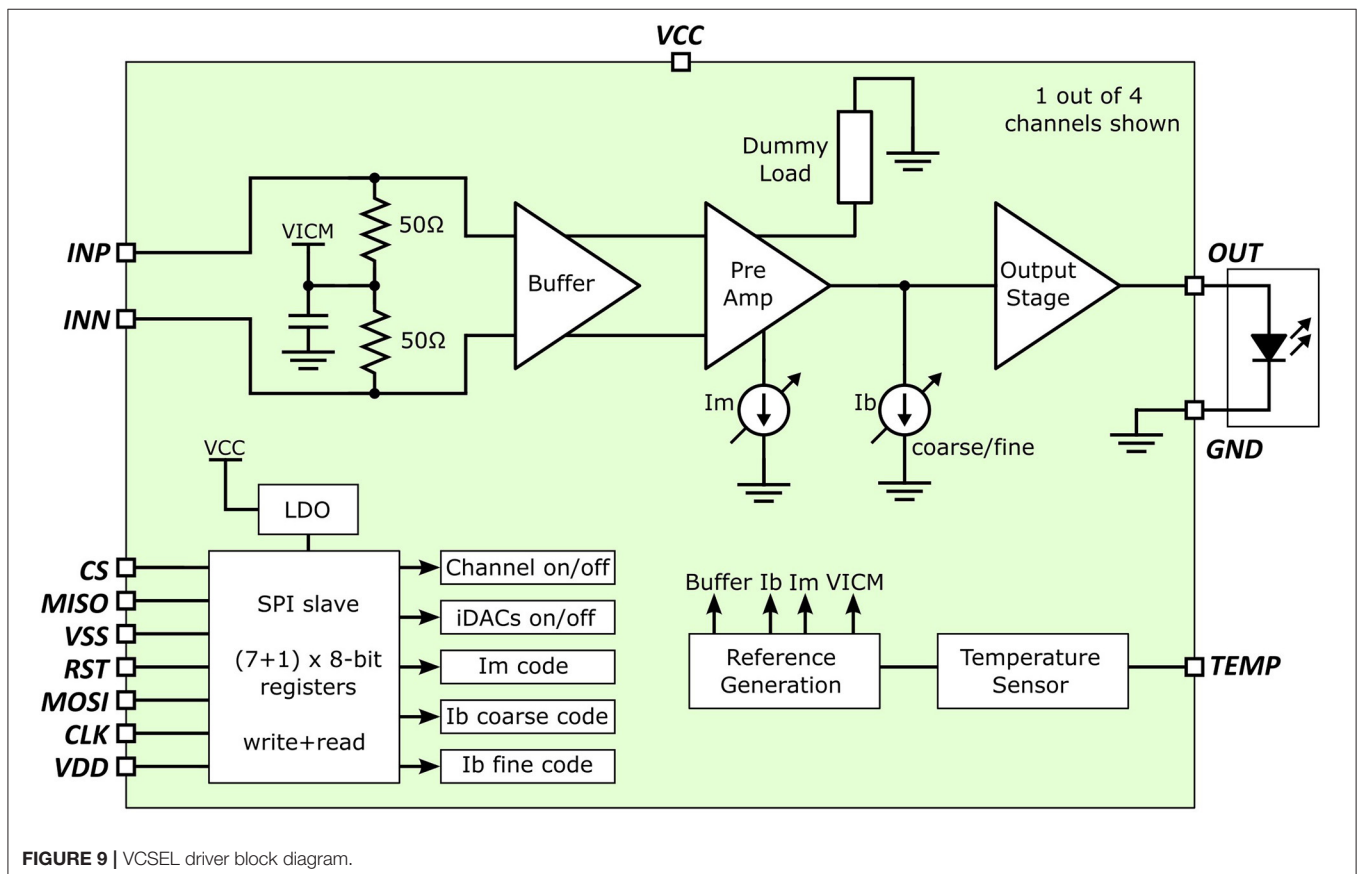 VCC
1 out of 4
channels shown
Dummy
Load
INP
INN
VICM
50Ω
50Ω
Buffer
Pre
Amp
Output
Stage
OUT
GND
Im
Ib
coarse/fine
VCC
LDO
CS
MISO
VSS
RST
MOSI
CLK
VDD
SPI slave
(7+1) x 8-bit
registers
write+read
Channel on/off
iDACs on/off
Im code
Ib coarse code
Ib fine code
Buffer Ib Im VICM
Reference
Generation
Temperature
Sensor
TEMP
FIGURE 9 | VCSEL driver block diagram.